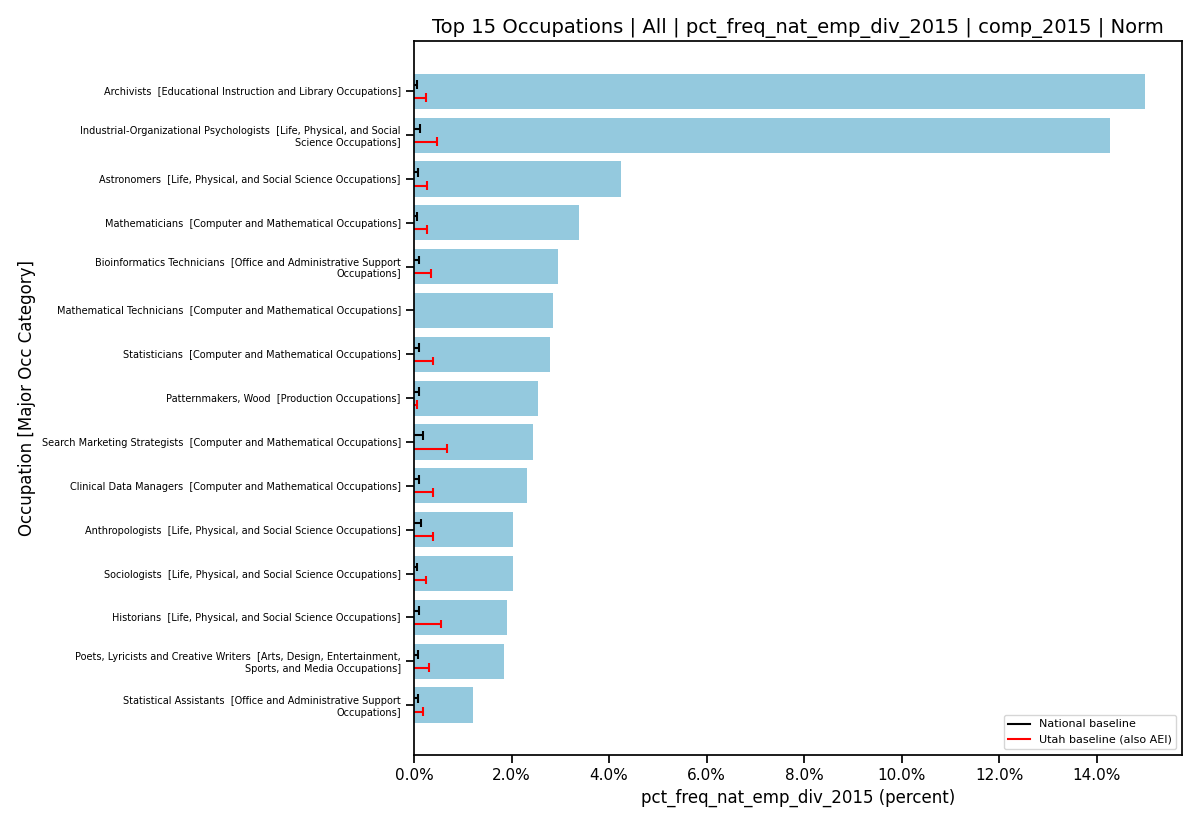 Top 15 Occupations | All | pct_freq_nat_emp_div_2015 | comp_2015 | Norm
Occupation [Major Occ Category]
Archivists  [Educational Instruction and Library Occupations]
Industrial-Organizational Psychologists  [Life, Physical, and Social
Science Occupations]
Astronomers  [Life, Physical, and Social Science Occupations]
Mathematicians  [Computer and Mathematical Occupations]
Bioinformatics Technicians  [Office and Administrative Support
Occupations]
Mathematical Technicians  [Computer and Mathematical Occupations]
Statisticians  [Computer and Mathematical Occupations]
Patternmakers, Wood  [Production Occupations]
Search Marketing Strategists  [Computer and Mathematical Occupations]
Clinical Data Managers  [Computer and Mathematical Occupations]
Anthropologists  [Life, Physical, and Social Science Occupations]
Sociologists  [Life, Physical, and Social Science Occupations]
Historians  [Life, Physical, and Social Science Occupations]
Poets, Lyricists and Creative Writers  [Arts, Design, Entertainment,
Sports, and Media Occupations]
Statistical Assistants  [Office and Administrative Support
Occupations]
National baseline
Utah baseline (also AEI)
0.0% 2.0% 4.0% 6.0% 8.0% 10.0% 12.0% 14.0%
pct_freq_nat_emp_div_2015 (percent)